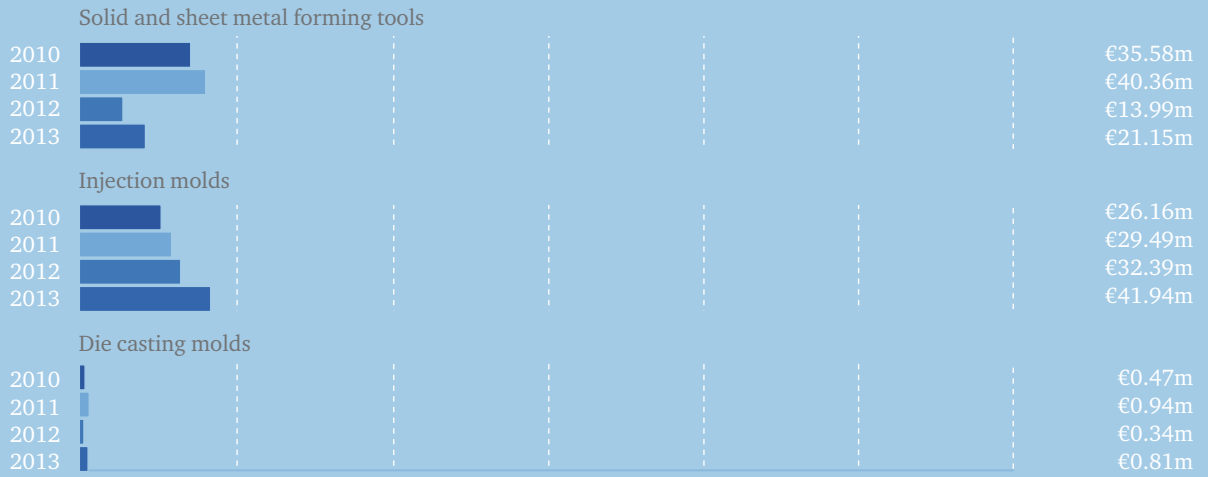 Solid and sheet metal forming tools
2010 €35.58m
2011 €40.36m
2012 €13.99m
2013 €21.15m
Injection molds
2010 €26.16m
2011 €29.49m
2012 €32.39m
2013 €41.94m
Die casting molds
2010 €0.47m
2011 €0.94m
2012 €0.34m
2013 €0.81m